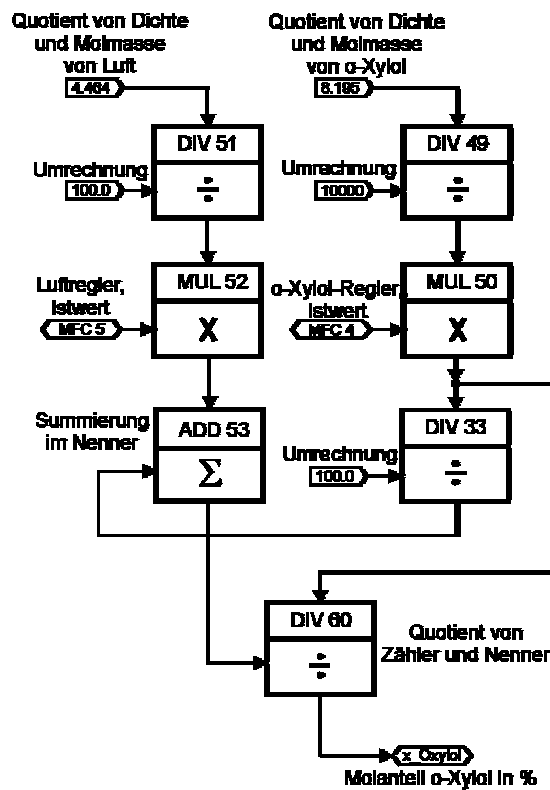 Quotient von Dichte
und Molmasse
von Luft
4.464
DIV 51
÷
Umrechnung
100.0
Luftregler,
Istwert
MFC 5
MUL 52
X
Summierung
im Nenner
ADD 53
Σ
Quotient von Dichte
und Molmasse
von o-Xylol
8.195
DIV 49
÷
Umrechnung
10000
o-Xylol-Regler,
Istwert
MFC 4
MUL 50
X
DIV 33
÷
Umrechnung
100.0
DIV 60
÷
Quotient von
Zähler und Nenner
x Oxylol
Molanteil o-Xylol in %